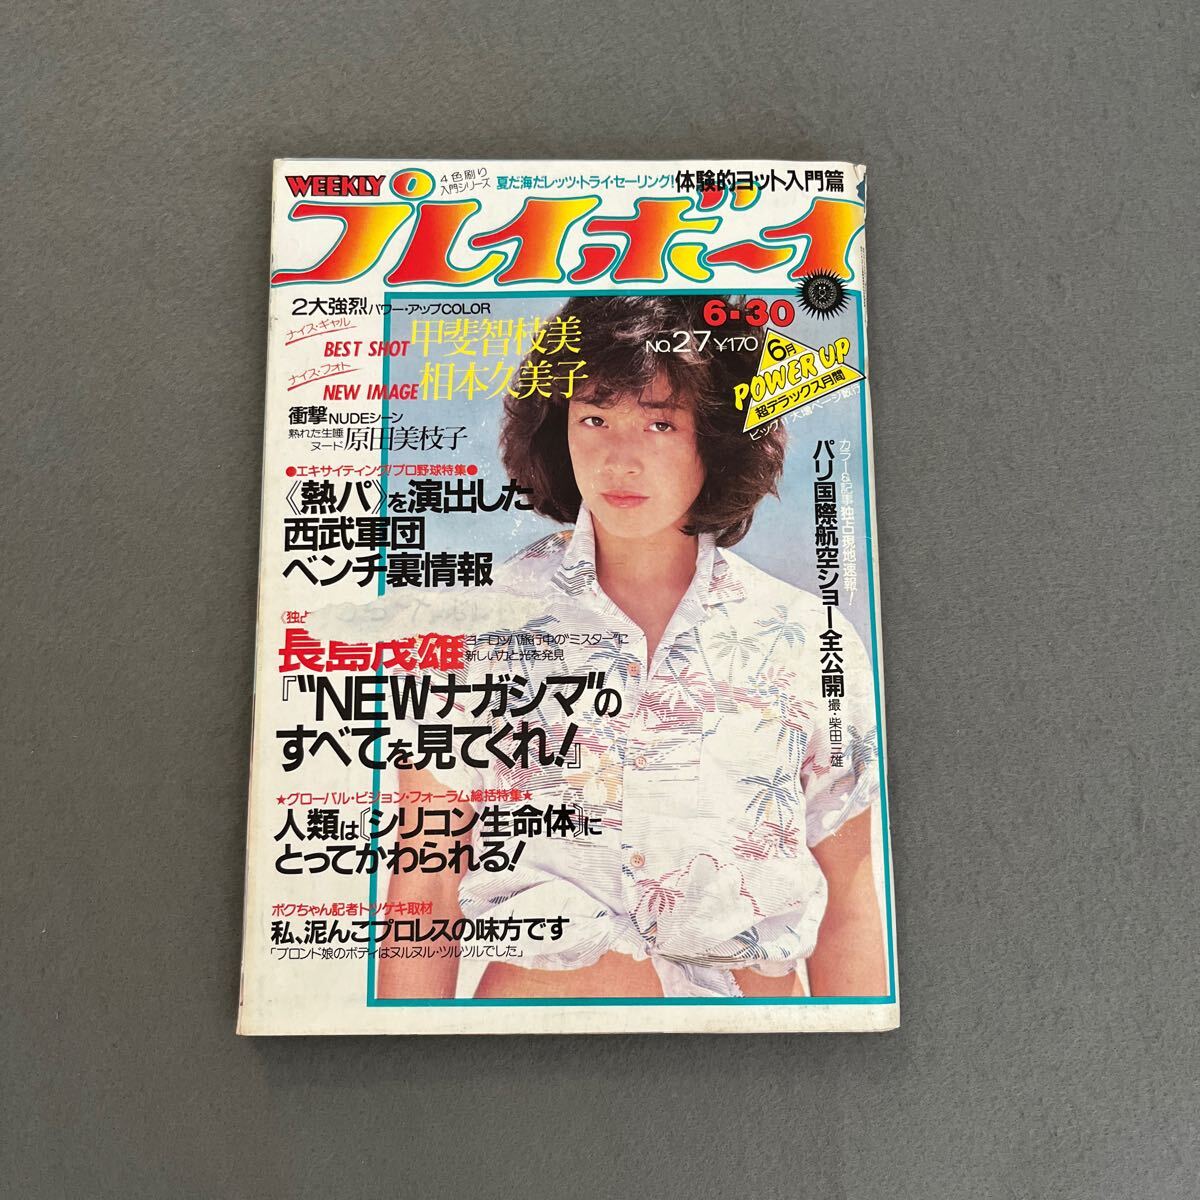 WEEKLY
4色刷り
入門シリーズ
夏だ海だレッツ・トライ・セーリング!
体験的ヨット入門篇
プレイボーイ
2大強烈パワー・アップCOLOR
ナイス・ギャル
BEST SHOT 甲斐智枝美
ナイス・フォト
NEW IMAGE 相本久美子
衝撃NUDEシーン
熟れた生唾
ヌード
原田美枝子
6-30
NO.27 ¥170
6月
POWER UP
超デラックス月間
ビッグ!大増ページ敢行
●エキサイティング!プロ野球特集●
《熱パ》を演出した
西武軍団
ベンチ裏情報
カラー&記事独占現地速報!
パリ国際航空ショー全公開
撮・柴田三雄
《独占
長島茂雄
ヨーロッパ旅行中の“ミスター”に
新しい力と光を発見
『“NEWナガシマ”の
すべてを見てくれ!』
★グローバル・ビジョン・フォーラム総括特集★
人類は《シリコン生命体》に
とってかわられる!
ボクちゃん記者トツゲキ取材
私、泥んこプロレスの味方です
「ブロンド娘のボディはヌルヌル・ツルツルでした」